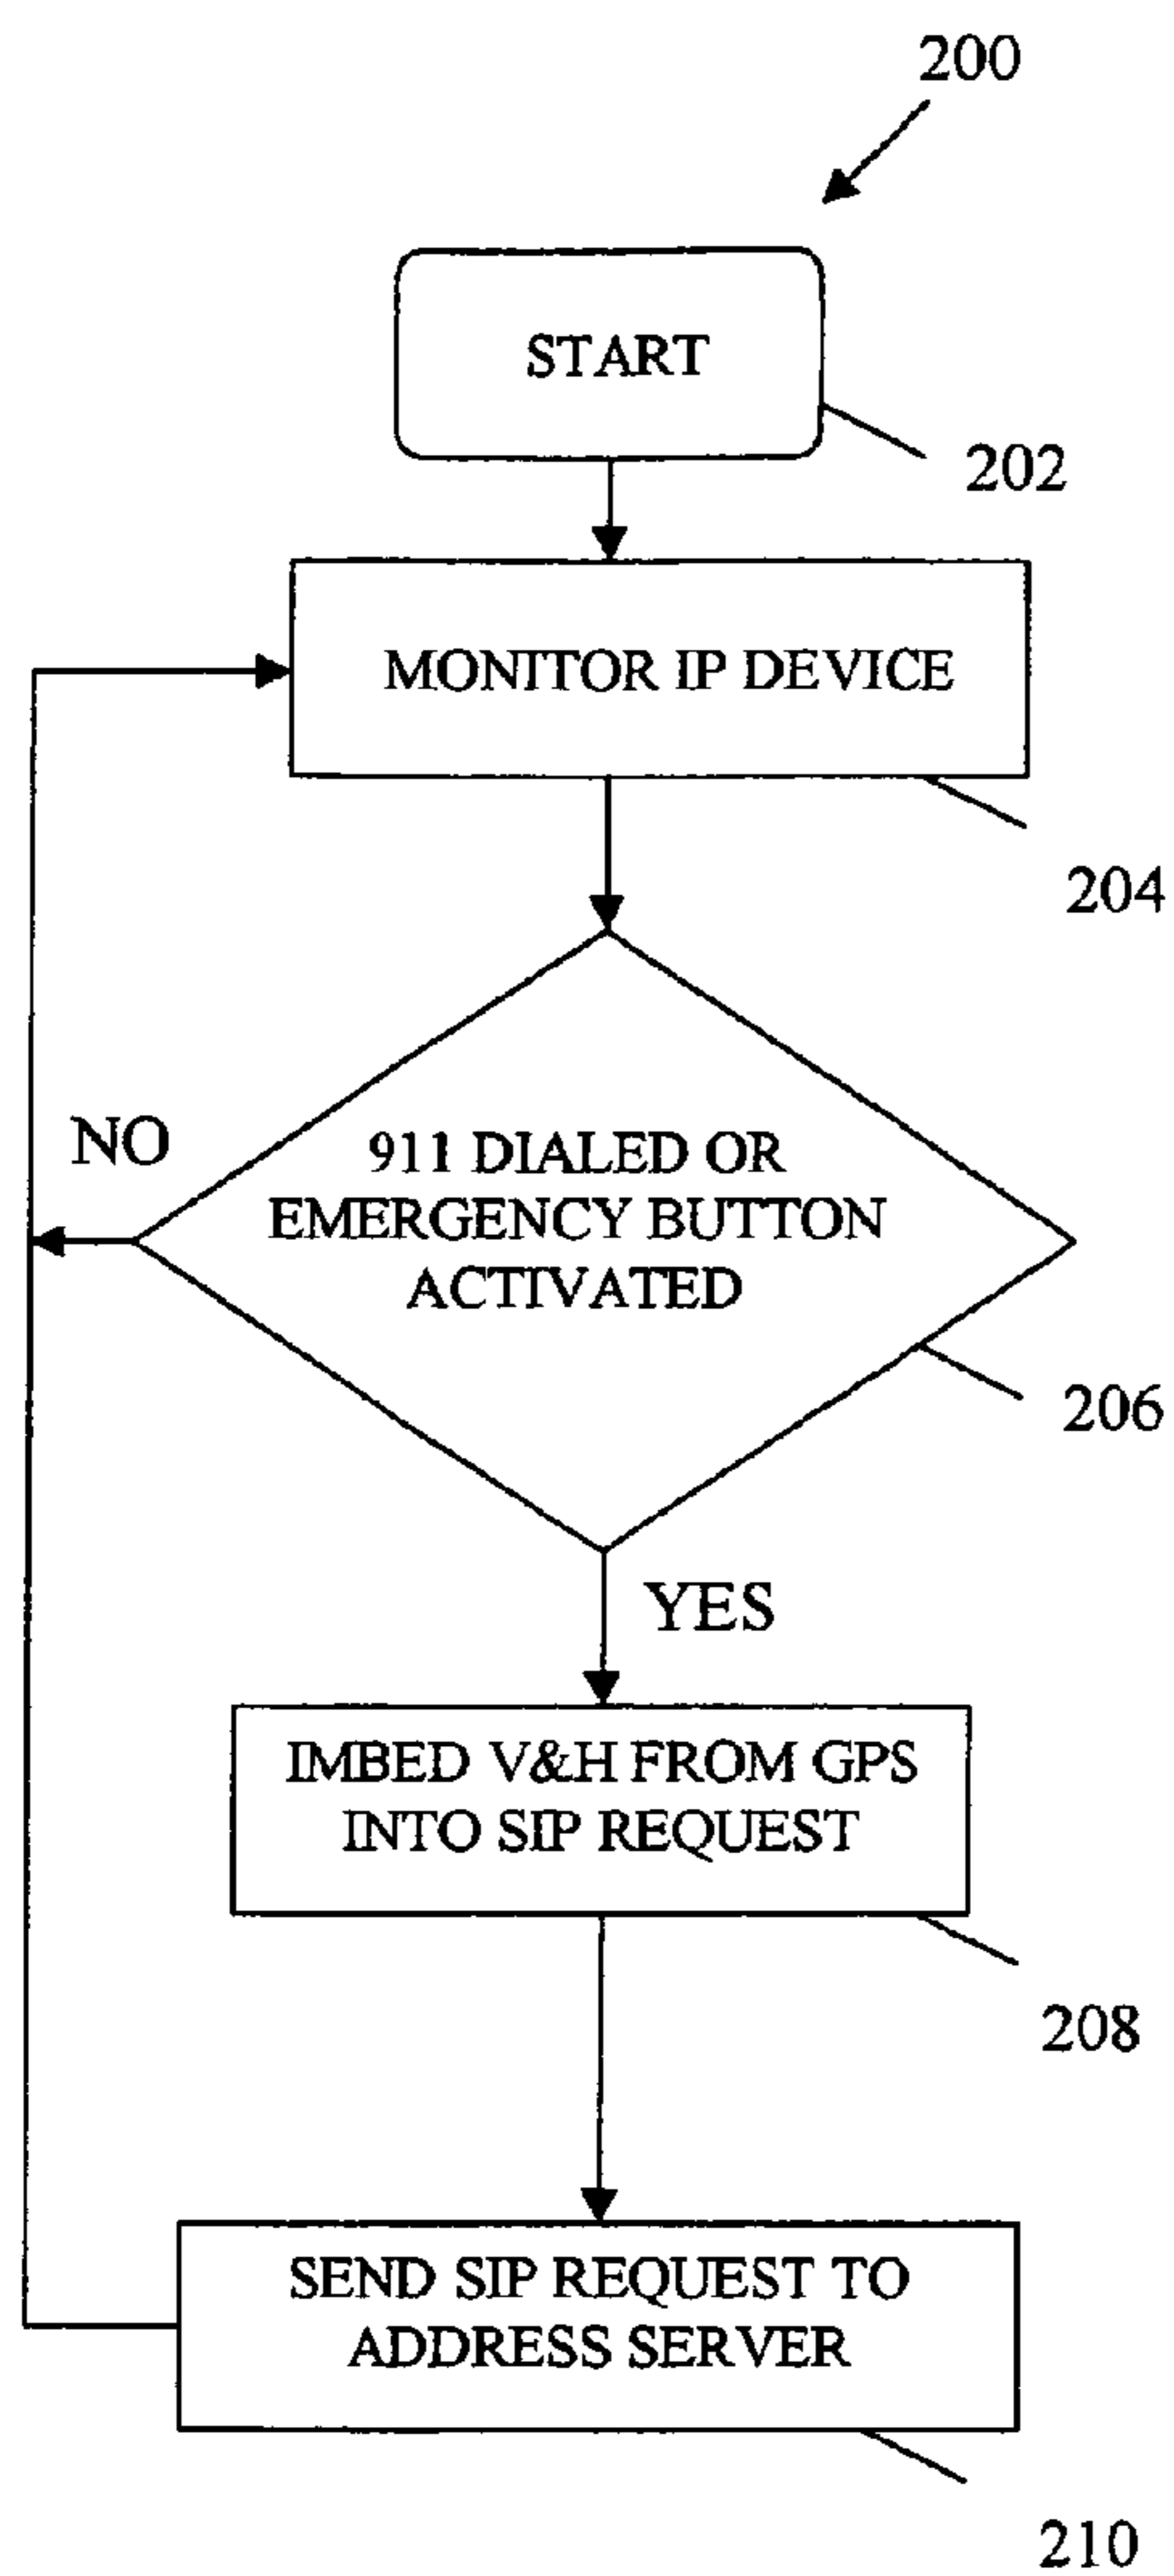 200
START
202
MONITOR IP DEVICE
204
NO
911 DIALED OR
EMERGENCY BUTTON
ACTIVATED
206
YES
IMBED V&H FROM GPS
INTO SIP REQUEST
208
SEND SIP REQUEST TO
ADDRESS SERVER
210